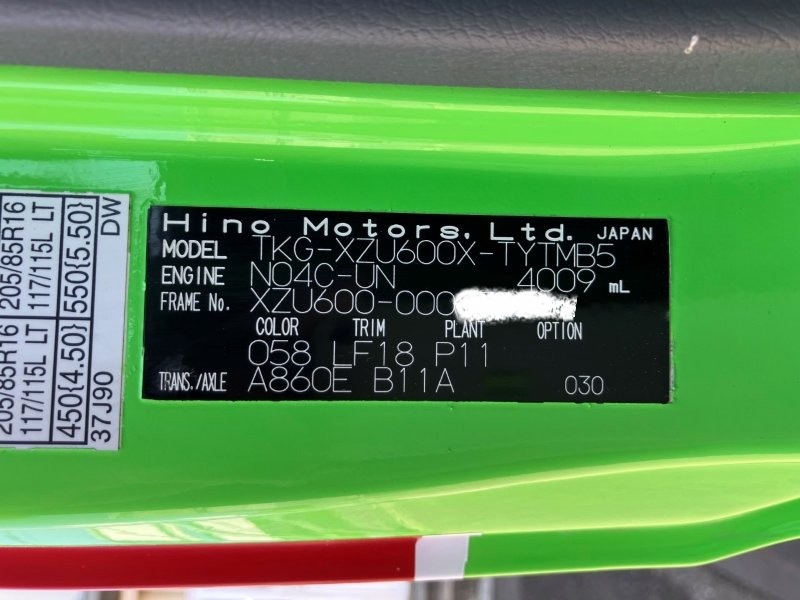 Hino Motors, Ltd. JAPAN
MODEL TKG-XZU600X-TYTMB5
ENGINE N04C-UN 4009 mL
FRAME No. XZU600-000
COLOR TRIM PLANT OPTION
058 LF18 P11
TRANS./AXLE A860E B11A 030
205/85R16
117/115L LT
550{5.50}
DW
205/85R16
117/115L LT
450{4.50}
37J90